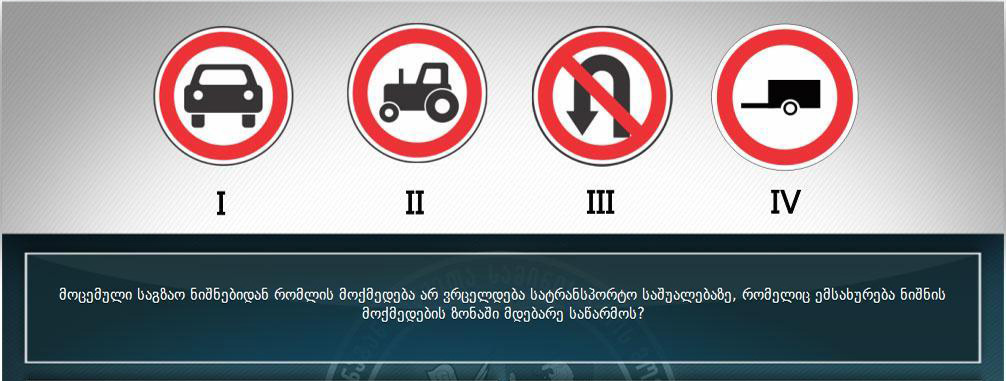 I II III IV
მოცემული საგზაო ნიშნებიდან რომლის მოქმედება არ ვრცელდება სატრანსპორტო საშუალებაზე, რომელიც ემსახურება ნიშნის
მოქმედების ზონაში მდებარე საწარმოს?